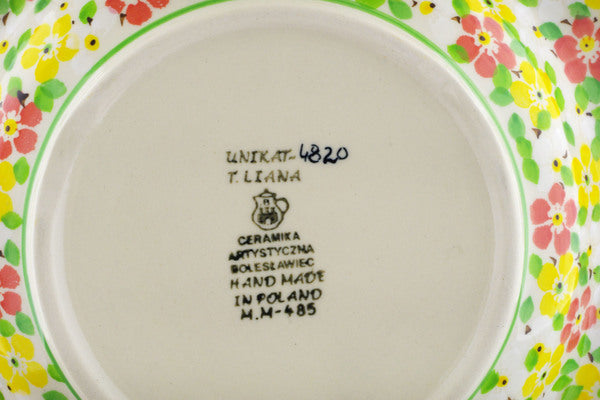 UNIKAT-4820
T. LIANA
CERAMIKA
ARTYSTYCZNA
BOLESŁAWIEC
HAND MADE
IN POLAND
M.M-485